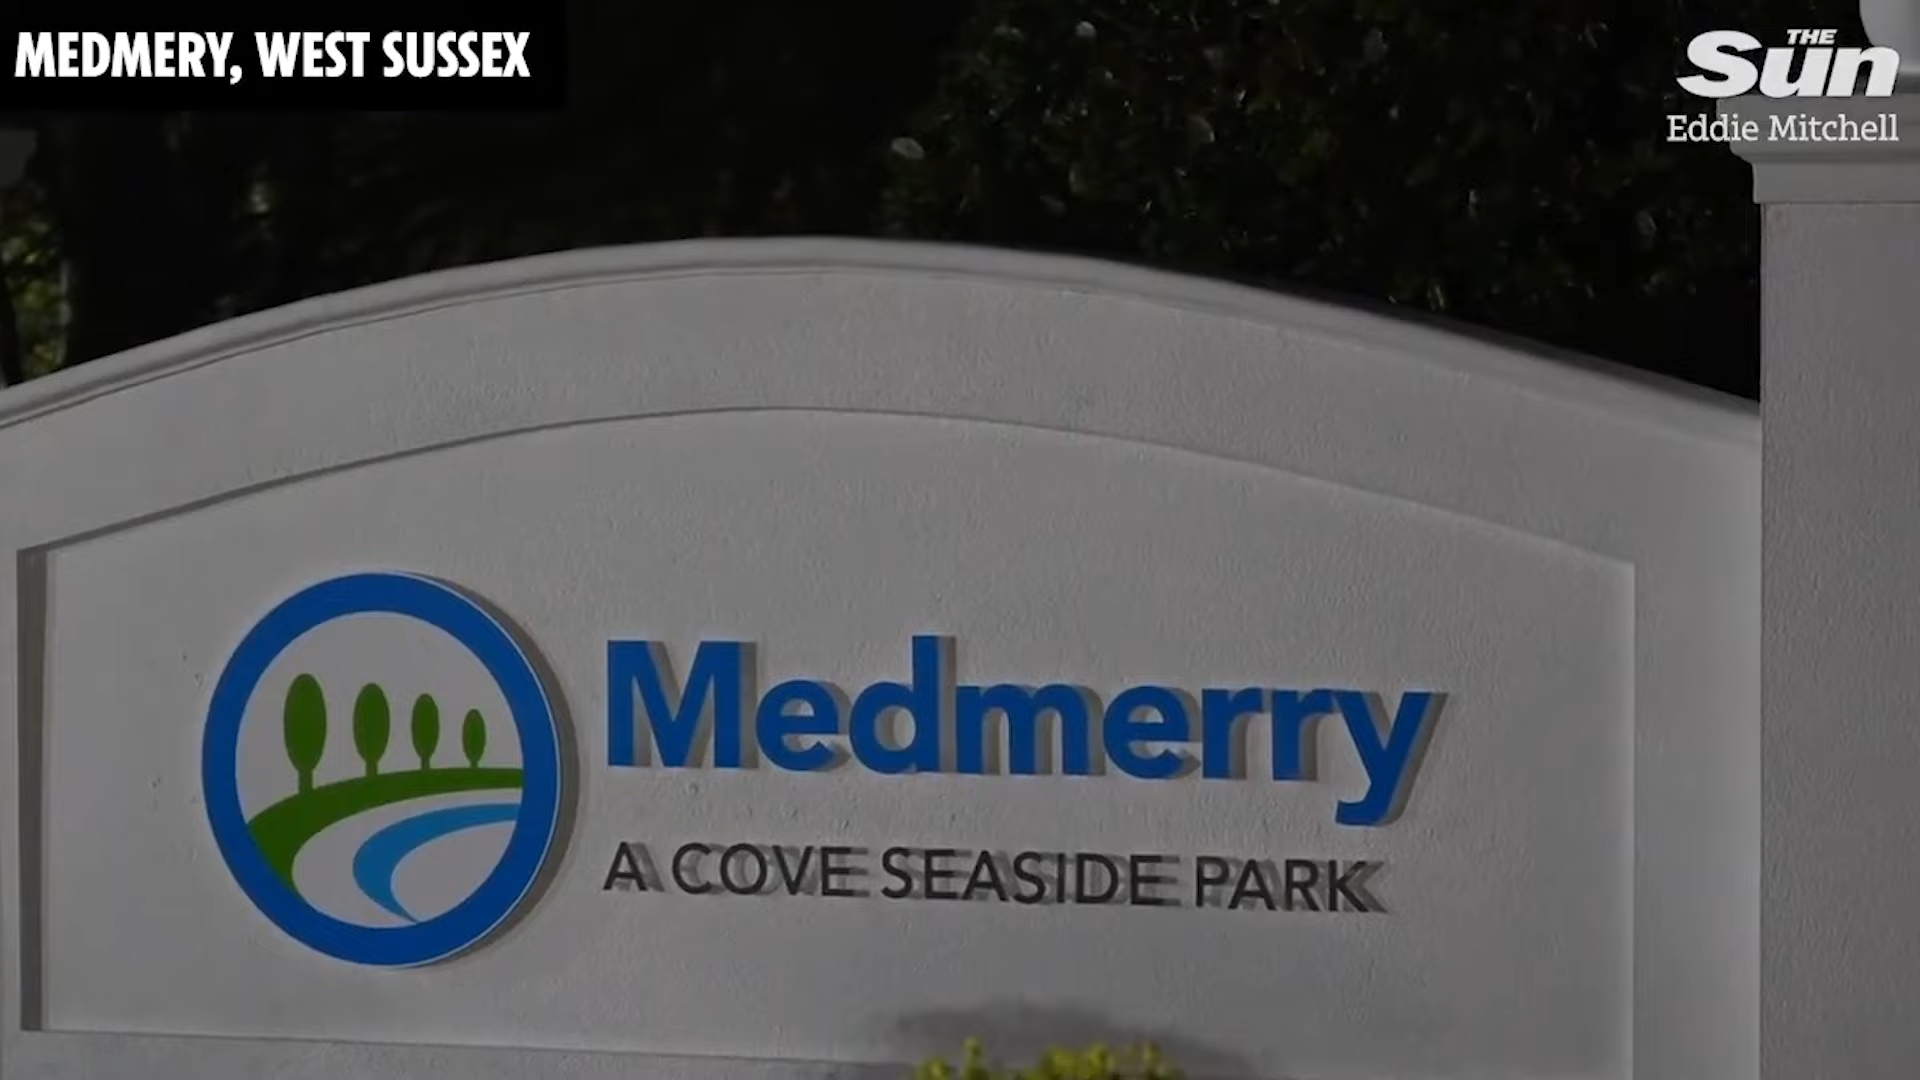 MEDMERY, WEST SUSSEX
THE
Sun
Eddie Mitchell
Medmerry
A COVE SEASIDE PARK